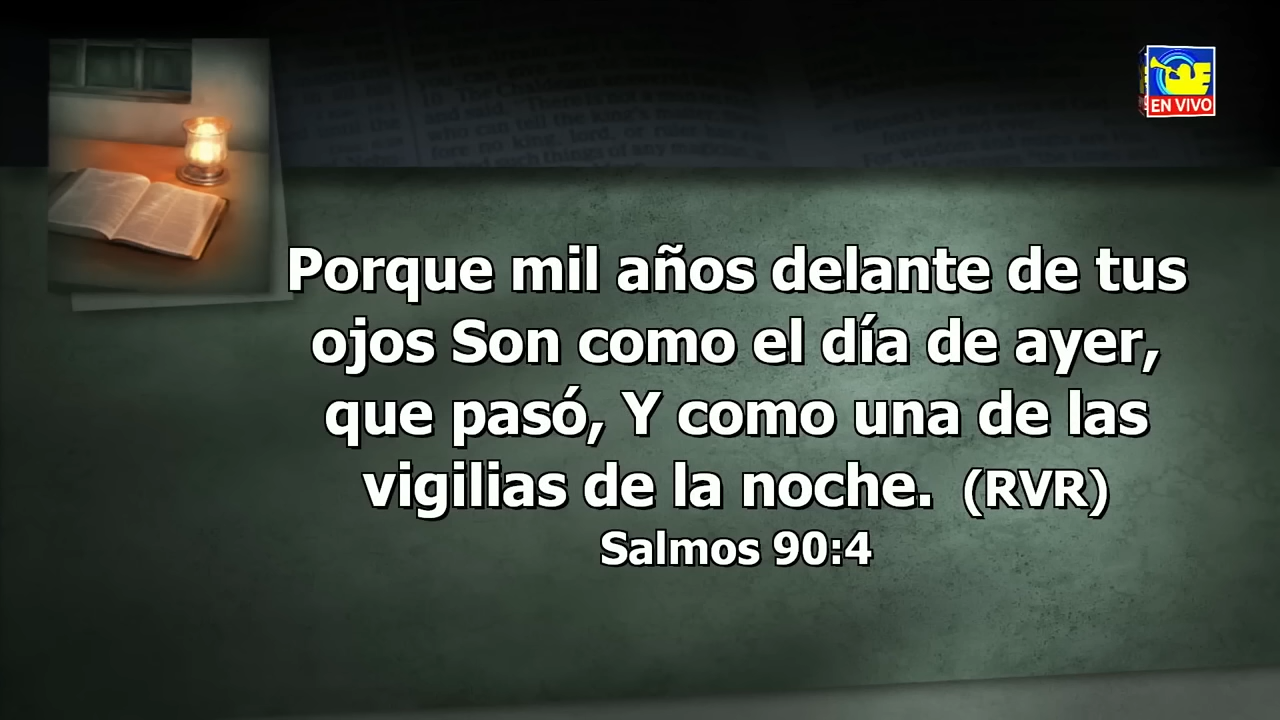 EN VIVO
Porque mil años delante de tus
ojos Son como el día de ayer,
que pasó, Y como una de las
vigilias de la noche. (RVR)
Salmos 90:4